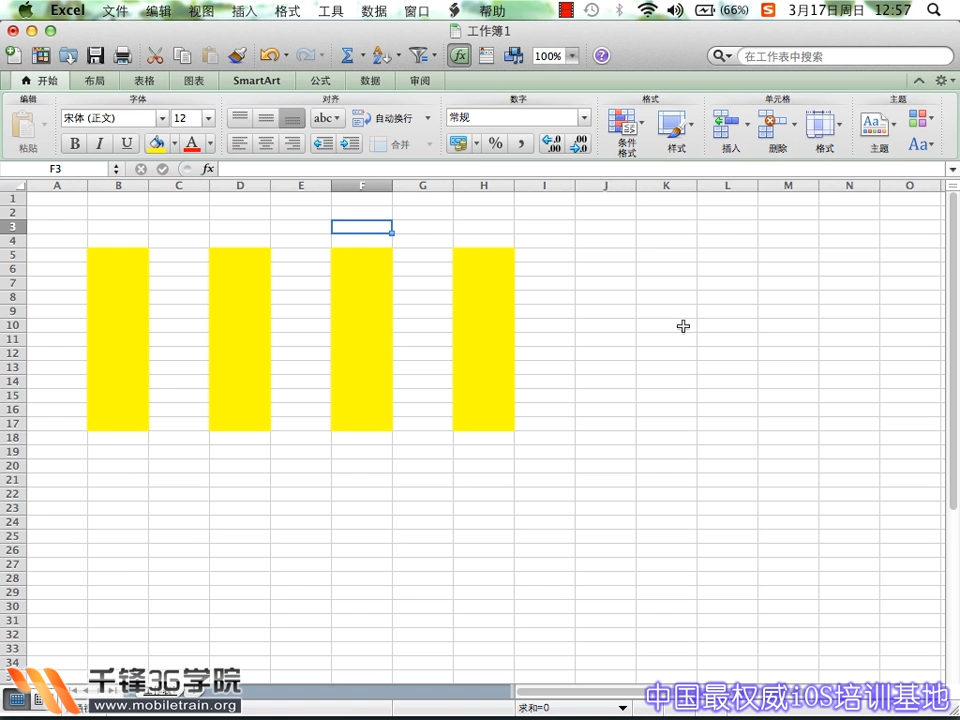 Excel 文件 编辑 视图 插入 格式 工具 数据 窗口 帮助 (66%) 3月17日周日 12:57
工作簿1
100% 在工作表中搜索
开始 布局 表格 图表 SmartArt 公式 数据 审阅
编辑 字体 对齐 数字 格式 单元格 主题
宋体 (正文) 12 abc 自动换行 常规
粘贴 B I U A 合并 % 条件格式 样式 插入 删除 格式 主题 Aa
F3 fx
A B C D E F G H I J K L M N O
1
2
3
4
5
6
7
8
9
10
11
12
13
14
15
16
17
18
19
20
21
22
23
24
25
26
27
28
29
30
31
32
33
34
千锋3G学院
www.mobiletrain.org
求和=0
中国最权威IOS培训基地